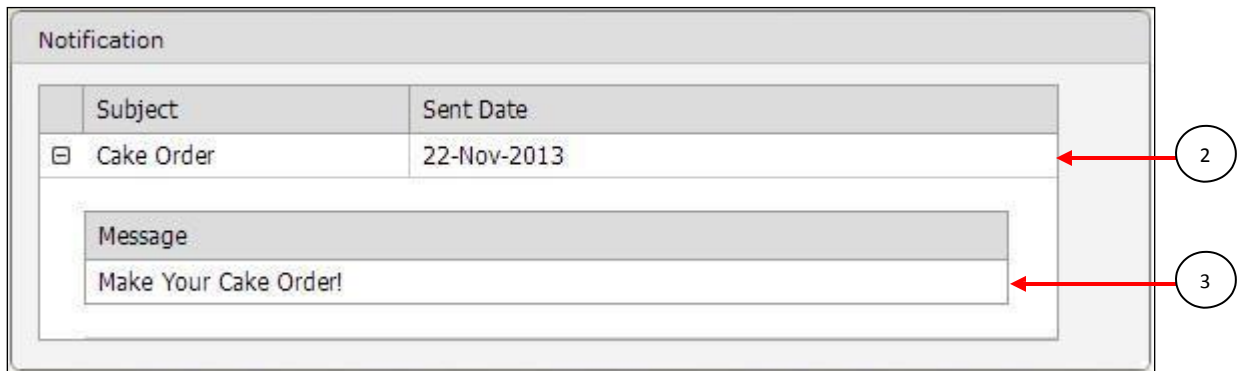 Notification
Subject Sent Date
Cake Order 22-Nov-2013
2
Message
Make Your Cake Order!
3